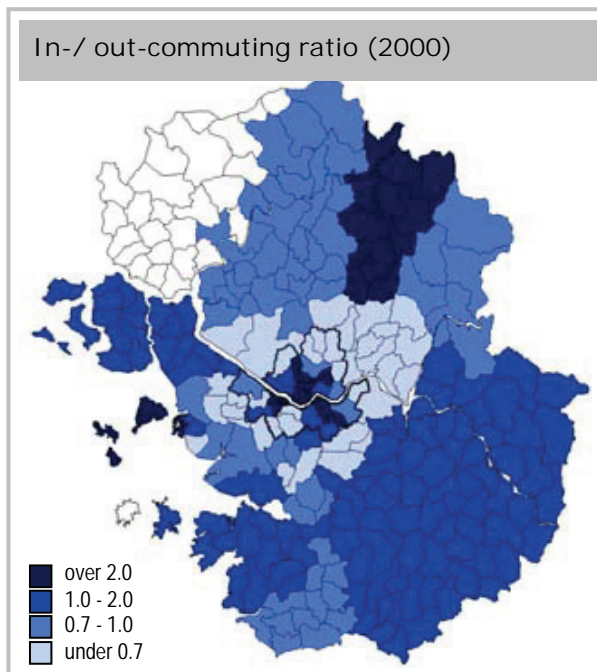 In-/ out-commuting ratio (2000)
over 2.0
1.0 - 2.0
0.7 - 1.0
under 0.7